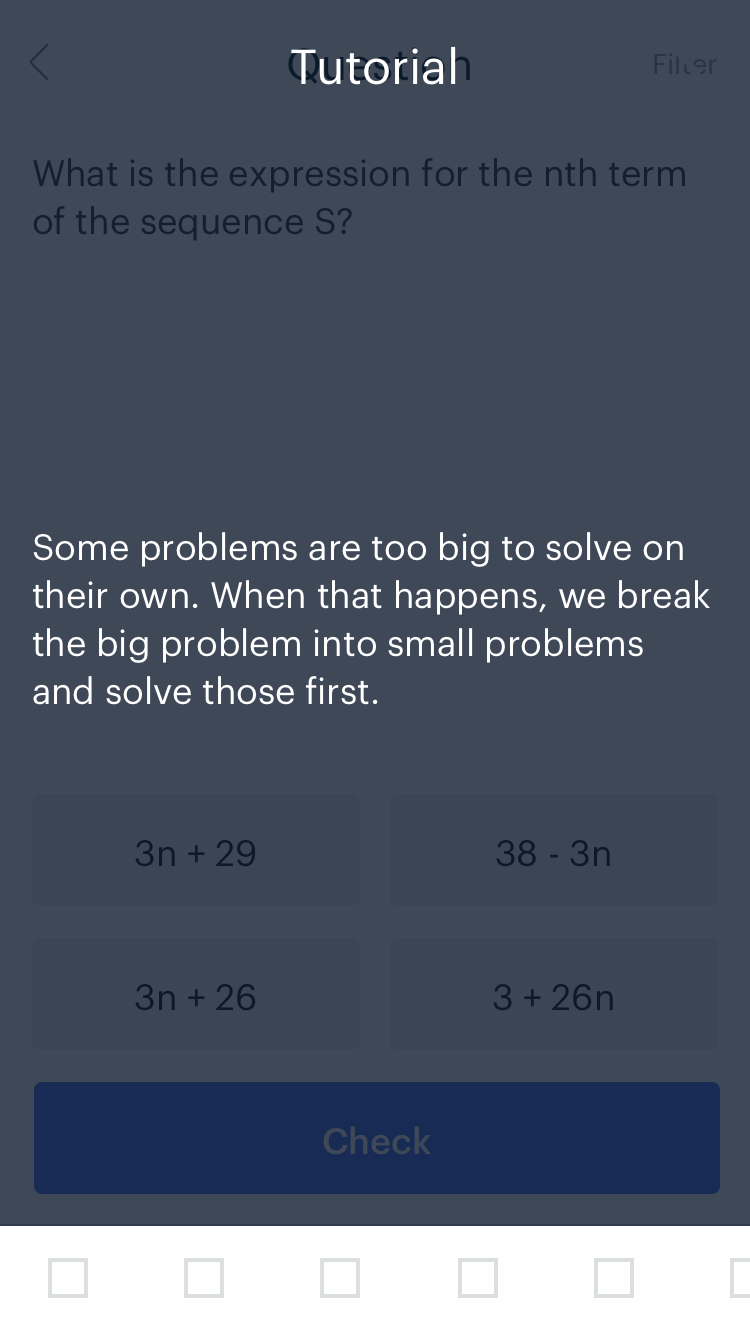 Tutorial
Question
Filter
What is the expression for the nth term
of the sequence S?
Some problems are too big to solve on
their own. When that happens, we break
the big problem into small problems
and solve those first.
3n + 29
38 - 3n
3n + 26
3 + 26n
Check